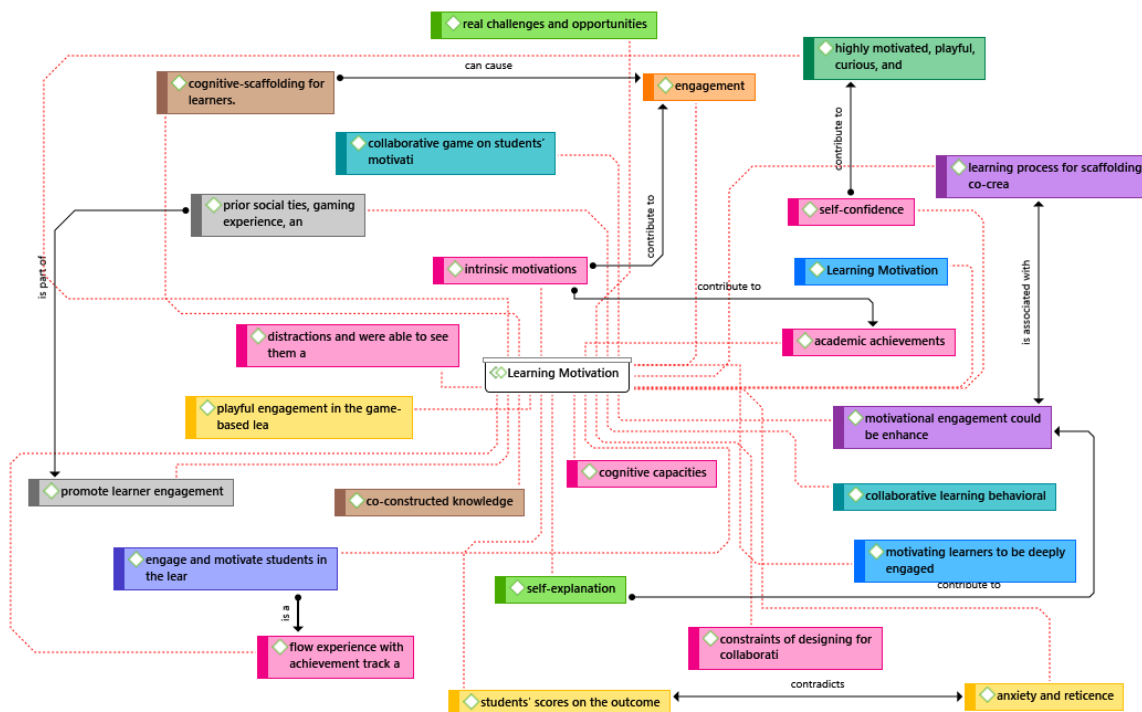 real challenges and opportunities
highly motivated, playful,
curious, and
can cause
cognitive-scaffolding for
learners.
engagement
collaborative game on students'
motivati
contribute to
learning process for scaffolding
co-crea
prior social ties, gaming
experience, an
self-confidence
contribute to
is part of
intrinsic motivations
Learning Motivation
contribute to
is associated with
distractions and were able to see
them a
academic achievements
Learning Motivation
playful engagement in the game-
based lea
motivational engagement could
be enhance
cognitive capacities
promote learner engagement
co-constructed knowledge
collaborative learning behavioral
engage and motivate students in
the lear
motivating learners to be deeply
engaged
self-explanation
contribute to
is a
flow experience with
achievement track a
constraints of designing for
collaborati
contradicts
students' scores on the outcome
anxiety and reticence